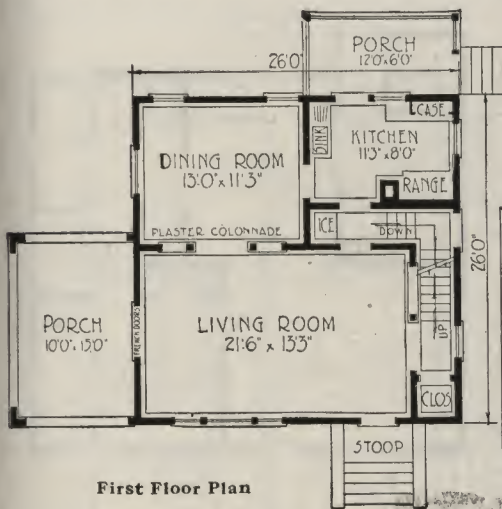 PORCH
12'0"x6'0"
26'0"
CASE
KITCHEN
11'3"x8'0"
SINK
DINING ROOM
13'0"x11'3"
RANGE
ICE
DOWN
PLASTER COLONNADE
26'0"
PORCH
10'0"x15'0"
FRENCH DOORS
LIVING ROOM
21'6" x 13'3"
UP
CLOS
STOOP
First Floor Plan